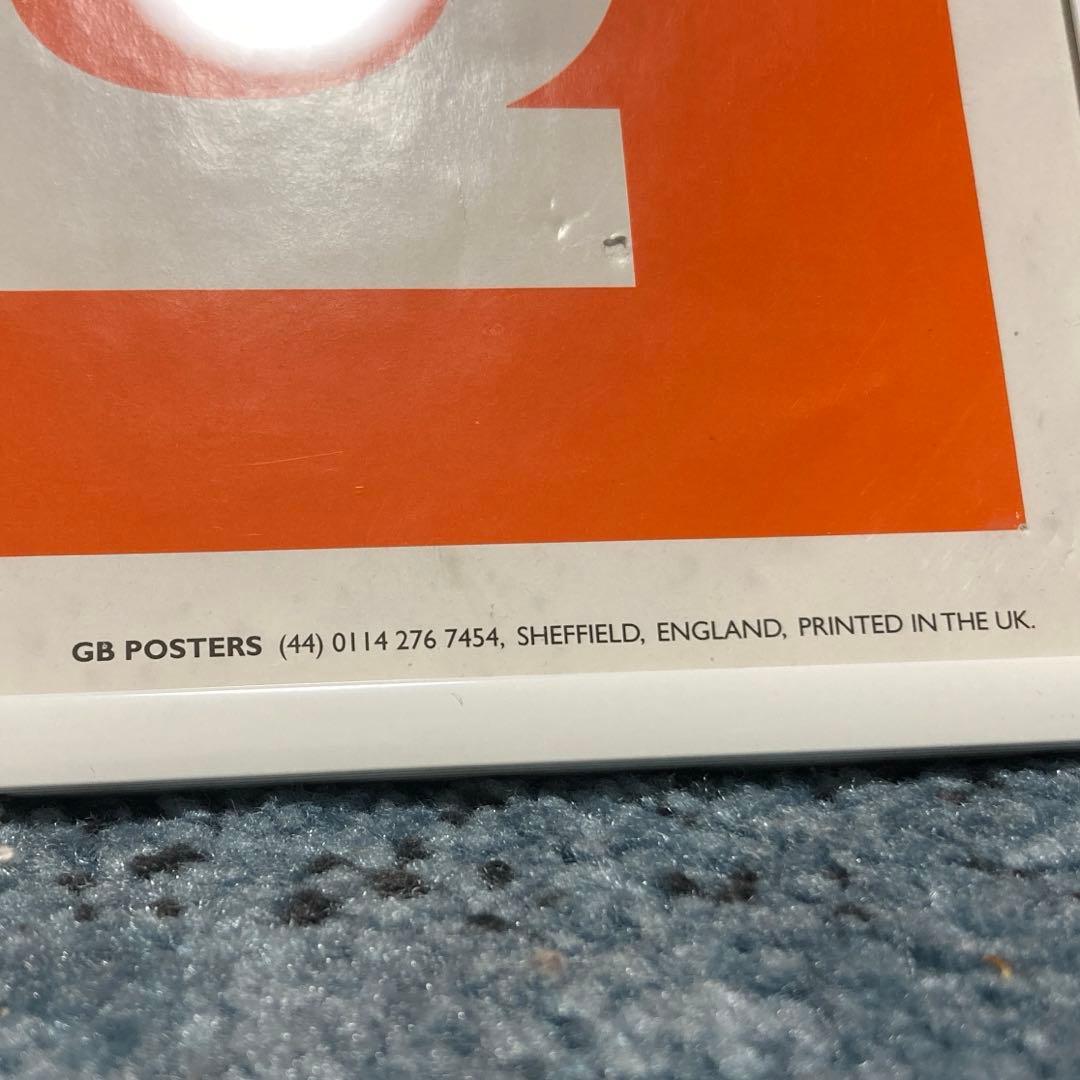 GB POSTERS (44) 0114 276 7454, SHEFFIELD, ENGLAND, PRINTED IN THE UK.